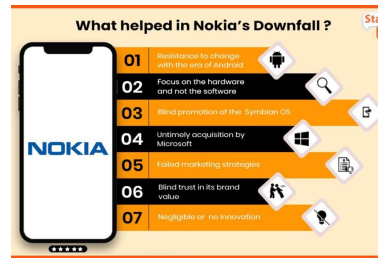 What helped in Nokia's Downfall ?
Sta
NOKIA
01
Resistance to change
with the era of Android
02
Focus on the hardware
and not the software
03
Blind promotion of the Symbian OS
04
Untimely acquisition by
Microsoft
05
Failed marketing strategies
06
Blind trust in its brand
value
07
Negligible or no innovation